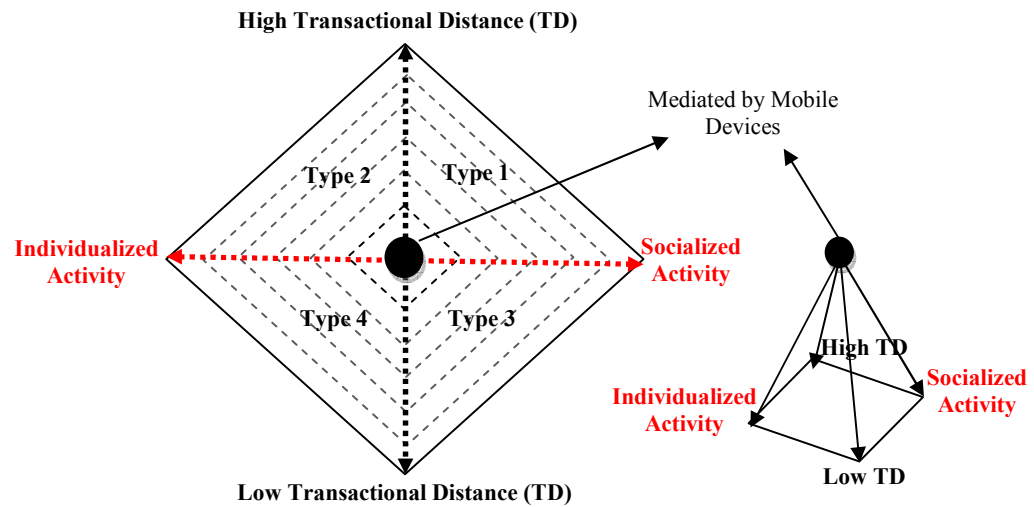 High Transactional Distance (TD)
Mediated by Mobile
Devices
Type 2
Type 1
Individualized
Activity
Socialized
Activity
Type 4
Type 3
High TD
Individualized
Activity
Socialized
Activity
Low TD
Low Transactional Distance (TD)